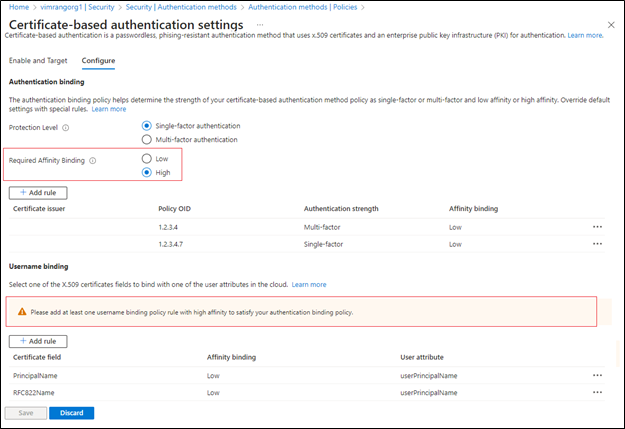 Home > vimrangorg1 | Security > Security | Authentication methods > Authentication methods | Policies >
Certificate-based authentication settings ...
Certificate-based authentication is a passwordless, phising-resistant authentication method that uses x.509 certificates and an enterprise public key infrastructure (PKI) for authentication. Learn more.
Enable and Target Configure
Authentication binding
The authentication binding policy helps determine the strength of your certificate-based authentication method policy as single-factor or multi-factor and low affinity or high affinity. Override default
settings with special rules. Learn more
Protection Level Single-factor authentication
Multi-factor authentication
Required Affinity Binding Low
High
+ Add rule
Certificate issuer Policy OID Authentication strength Affinity binding
1.2.3.4 Multi-factor Low ...
1.2.3.4.7 Single-factor Low ...
Username binding
Select one of the X.509 certificates fields to bind with one of the user attributes in the cloud. Learn more
Please add at least one username binding policy rule with high affinity to satisfy your authentication binding policy.
+ Add rule
Certificate field Affinity binding User attribute
PrincipalName Low userPrincipalName ...
RFC822Name Low userPrincipalName ...
Save Discard